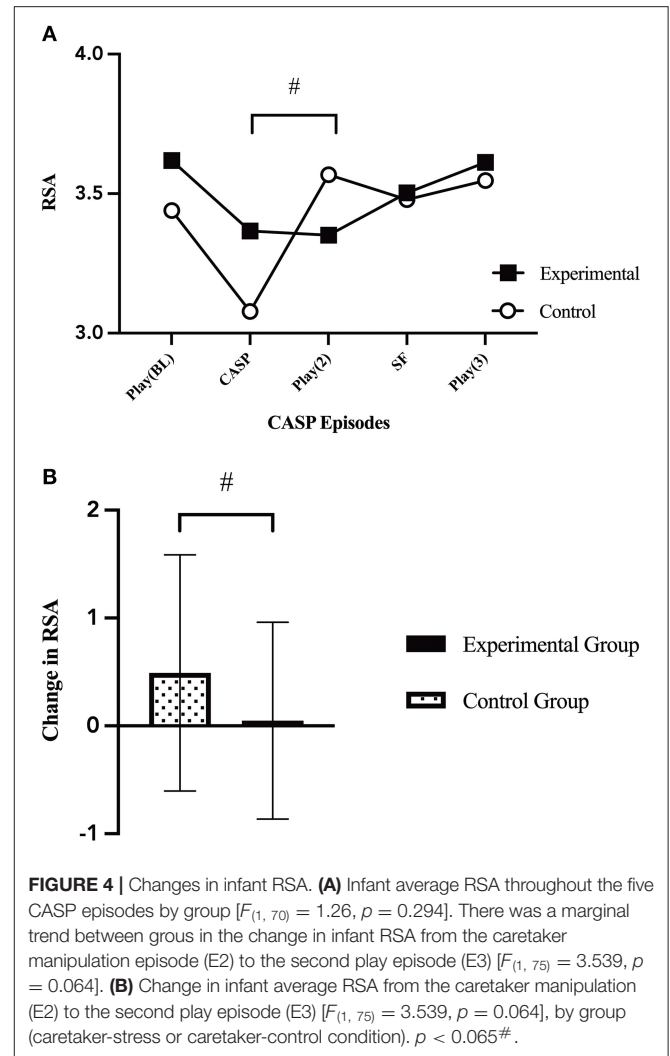 A
4.0
#
RSA
3.5
Experimental
Control
3.0
Play(BL)
CASP
Play(2)
SF
Play(3)
CASP Episodes
B
#
2
Change in RSA
1
Experimental Group
Control Group
0
-1
FIGURE 4 | Changes in infant RSA. (A) Infant average RSA throughout the five
CASP episodes by group [F(1, 70) = 1.26, p = 0.294]. There was a marginal
trend between grous in the change in infant RSA from the caretaker
manipulation episode (E2) to the second play episode (E3) [F(1, 75) = 3.539, p
= 0.064]. (B) Change in infant average RSA from the caretaker manipulation
(E2) to the second play episode (E3) [F(1, 75) = 3.539, p = 0.064], by group
(caretaker-stress or caretaker-control condition). p < 0.065#.